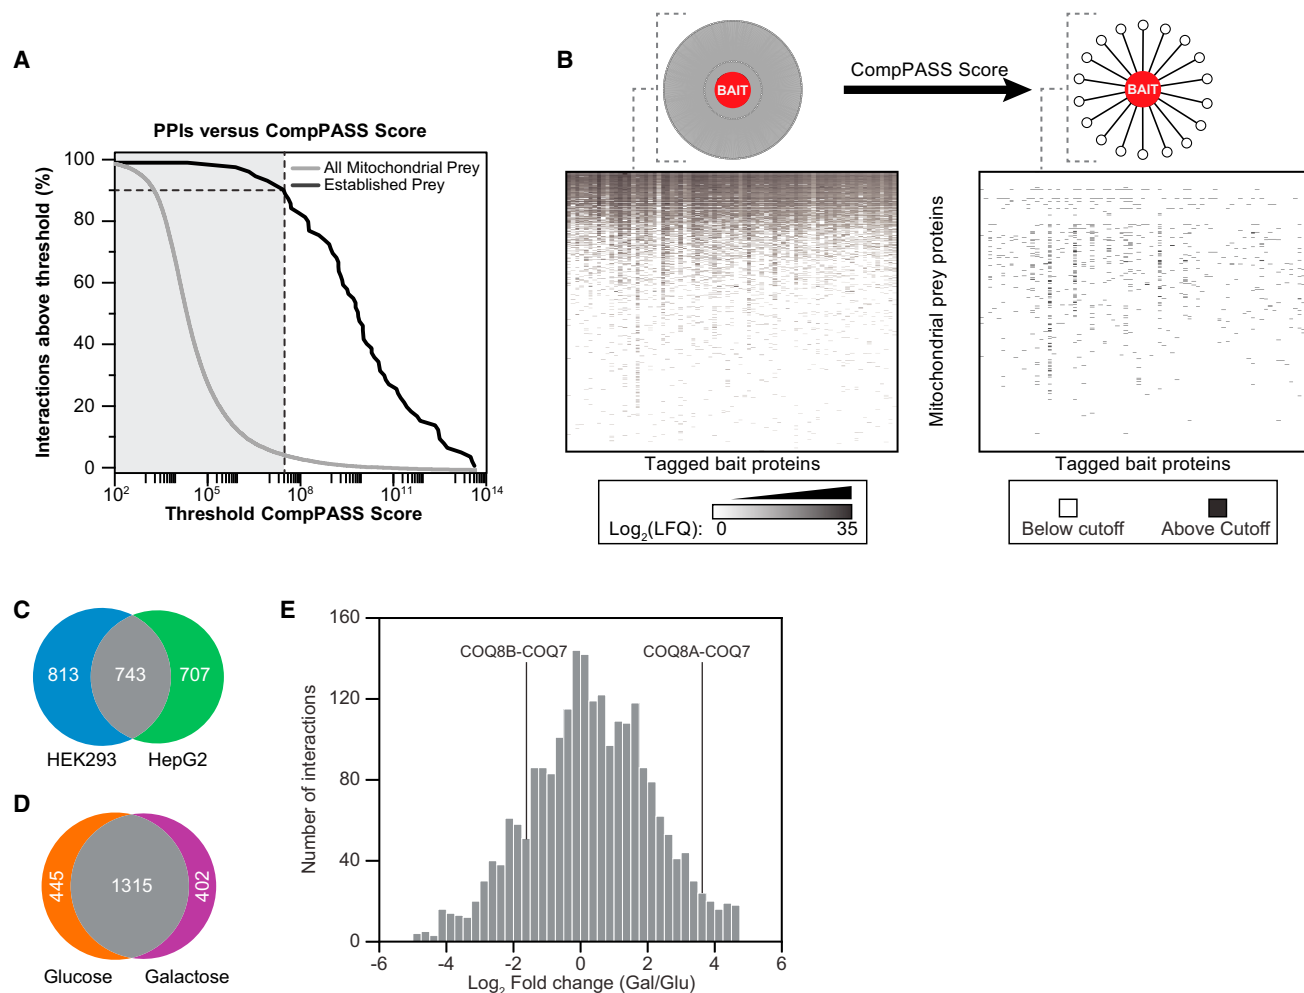 A
PPIs versus CompPASS Score
Interactions above threshold (%)
100
80
60
40
20
0
All Mitochondrial Prey
Established Prey
10²
10⁵
10⁸
10¹¹
10¹⁴
Threshold CompPASS Score
B
BAIT
CompPASS Score
BAIT
Mitochondrial prey proteins
Tagged bait proteins
Tagged bait proteins
Log₂(LFQ):
0
35
Below cutoff
Above Cutoff
C
813
743
707
HEK293
HepG2
D
445
1315
402
Glucose
Galactose
E
Number of interactions
160
120
80
40
0
COQ8B-COQ7
COQ8A-COQ7
-6
-4
-2
0
2
4
6
Log₂ Fold change (Gal/Glu)